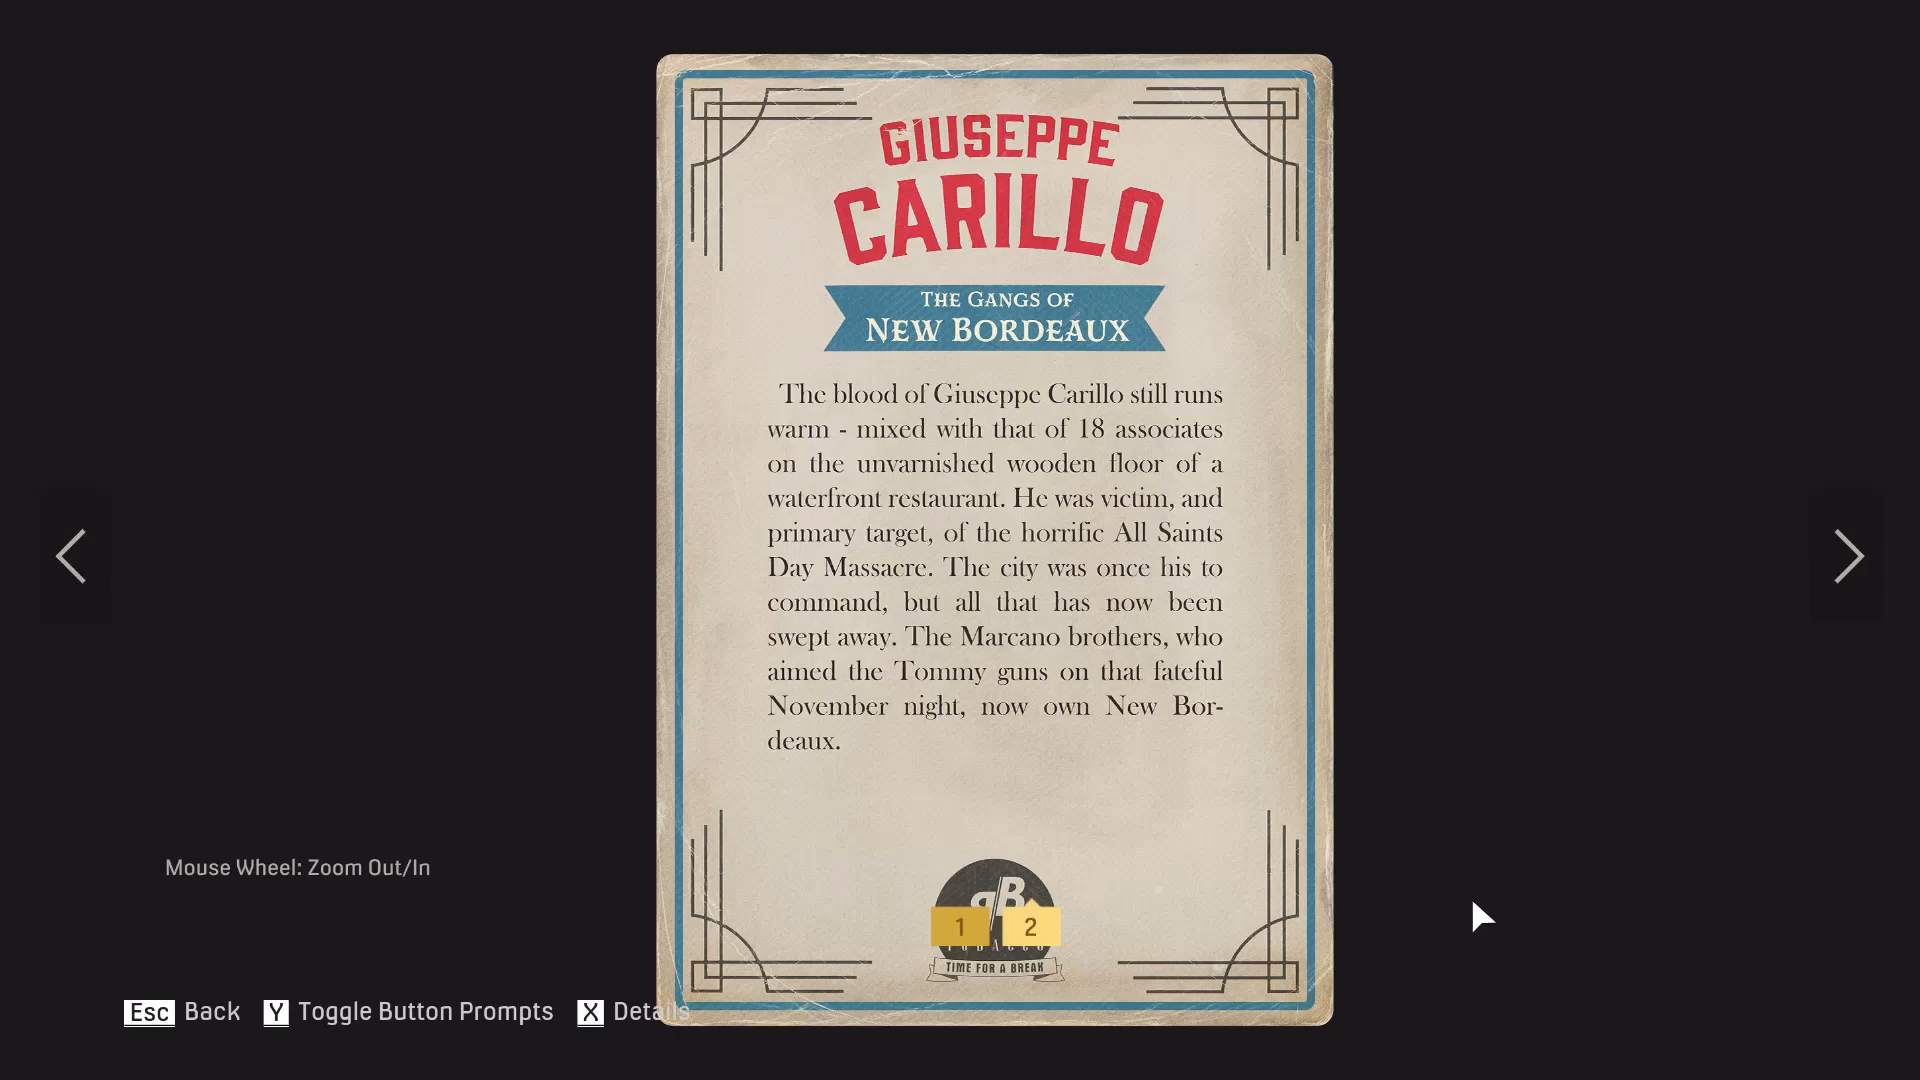 GIUSEPPE
CARILLO
THE GANGS OF
NEW BORDEAUX
The blood of Giuseppe Carillo still runs
warm - mixed with that of 18 associates
on the unvarnished wooden floor of a
waterfront restaurant. He was victim, and
primary target, of the horrific All Saints
Day Massacre. The city was once his to
command, but all that has now been
swept away. The Marcano brothers, who
aimed the Tommy guns on that fateful
November night, now own New Bor-
deaux.
Mouse Wheel: Zoom Out/In
1 2
TIME FOR A BREAK
Esc Back Y Toggle Button Prompts X Details